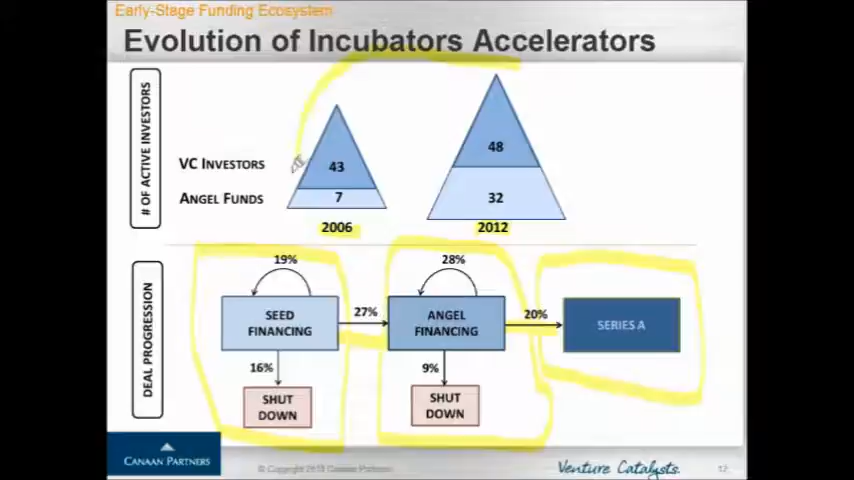 Early-Stage Funding Ecosystem
Evolution of Incubators Accelerators
# OF ACTIVE INVESTORS
VC INVESTORS
43
48
ANGEL FUNDS
7
32
2006
2012
DEAL PROGRESSION
19%
28%
SEED
FINANCING
27%
ANGEL
FINANCING
20%
SERIES A
16%
9%
SHUT
DOWN
SHUT
DOWN
CANAAN PARTNERS
Canaan Partners
Venture Catalysts.